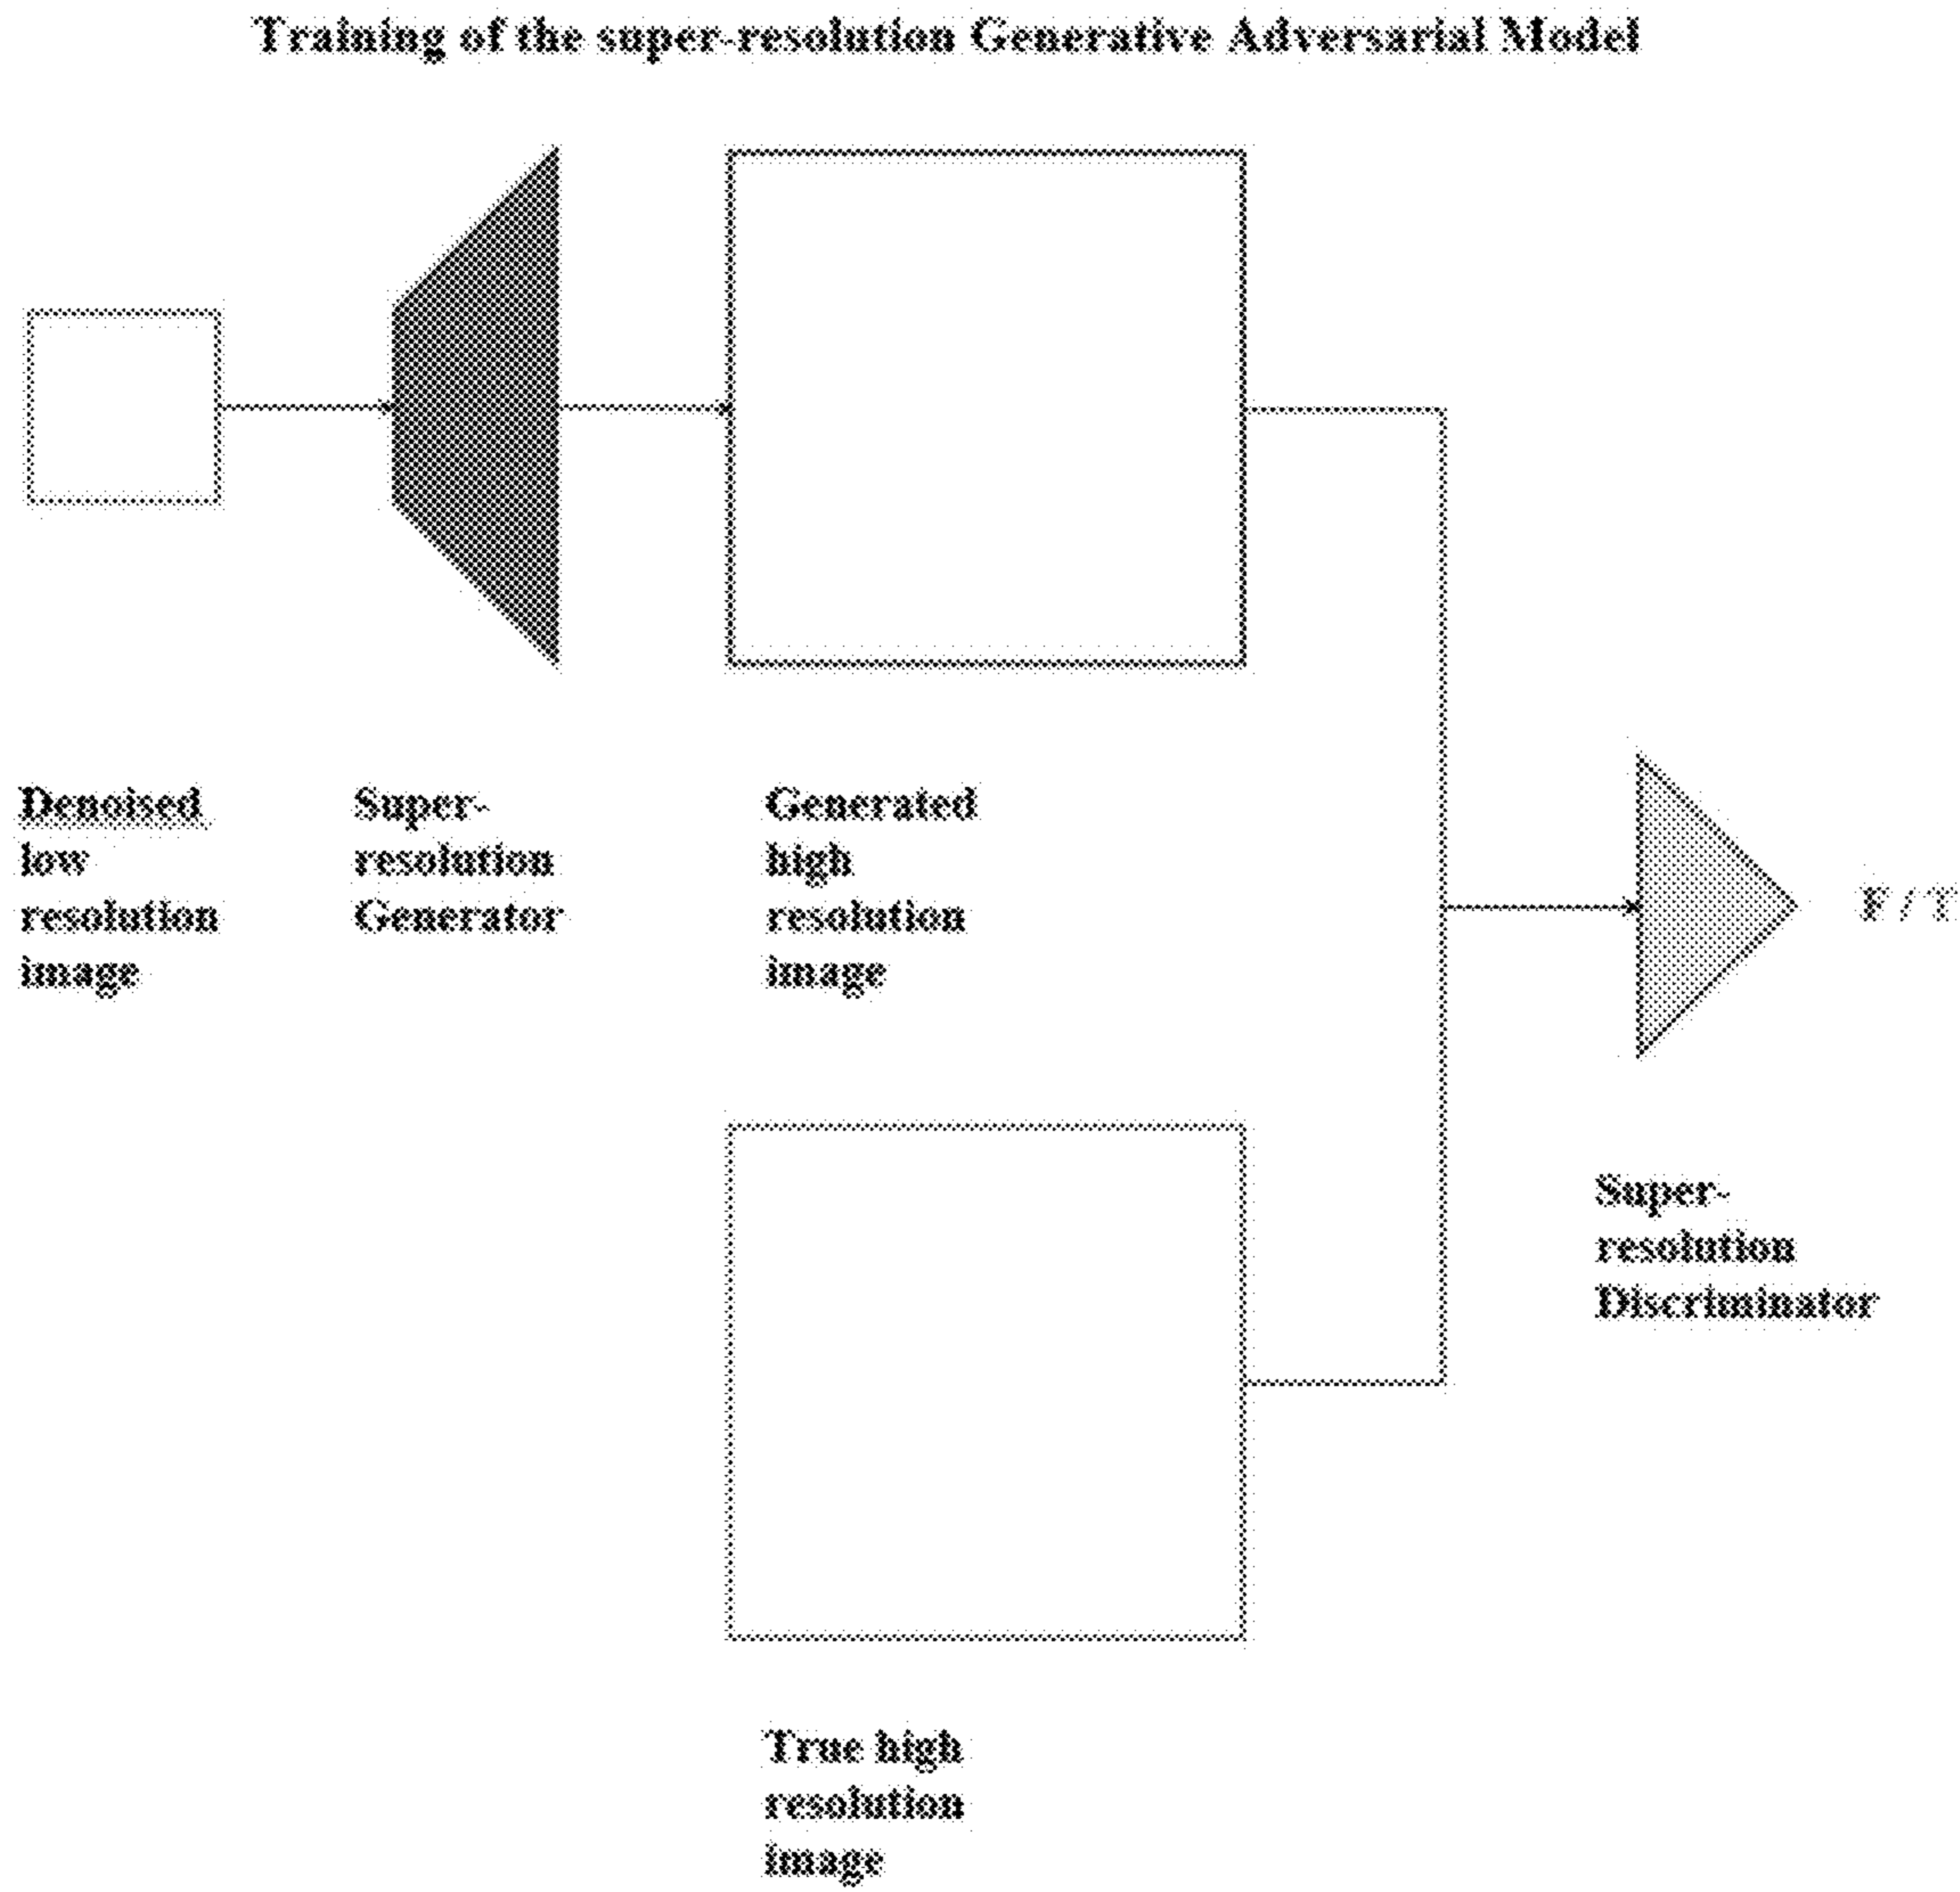 Training of the super-resolution Generative Adversarial Model
Denoised
low
resolution
image
Super-
resolution
Generator
Generated
high
resolution
image
F / T
Super-
resolution
Discriminator
True high
resolution
image